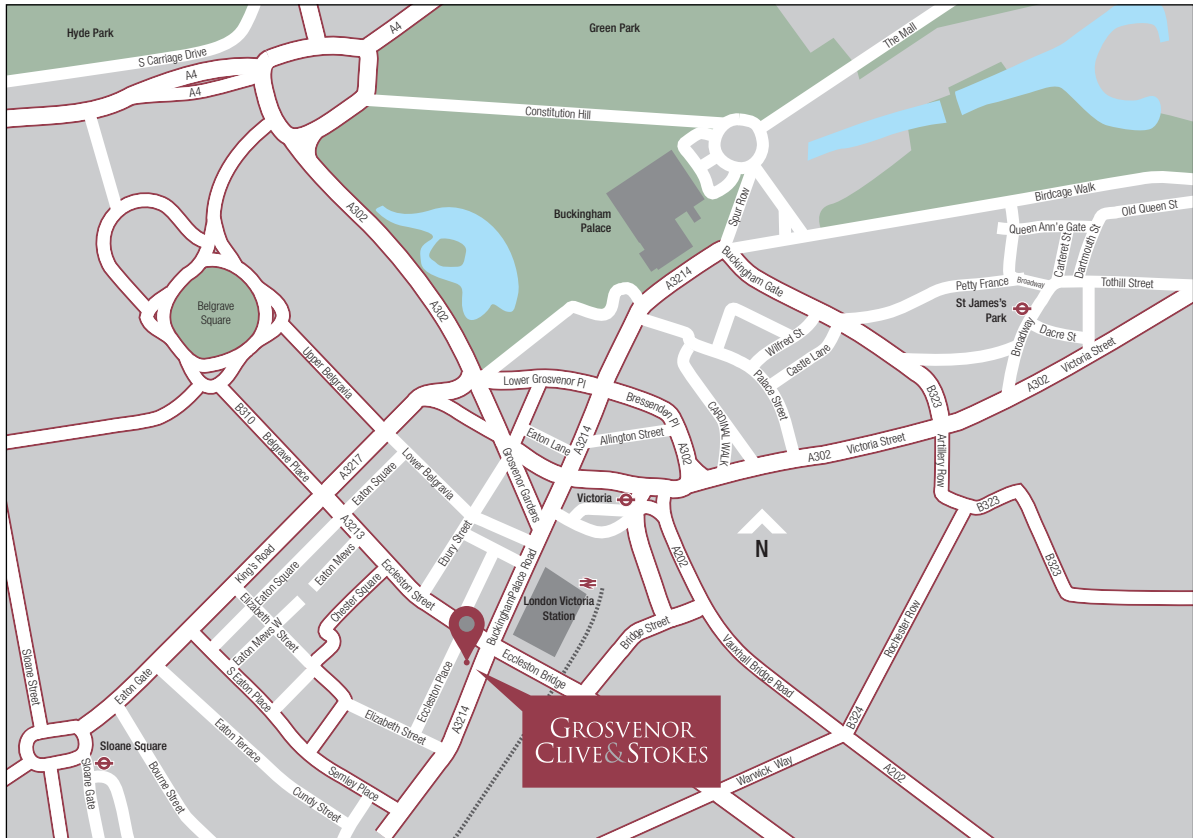 Hyde Park
S Carriage Drive
A4
A4
A4
Green Park
The Mall
Constitution Hill
Birdcage Walk
Old Queen St
Queen Ann'e Gate
Carteret St
Dartmouth St
Spur Row
Buckingham
Palace
A302
A3214
Buckingham Gate
Petty France
Broadway
Tothill Street
St James's
Park
Broadway
Dacre St
Victoria Street
A302
Belgrave
Square
A302
Upper Belgravia
Wilfred St
Castle Lane
Palace Street
CARDINAL WALK
Lower Grosvenor Pl
Bressenden Pl
B323
B310
Belgrave Place
A3217
Eaton Square
Lower Belgravia
Eaton Lane
Allington Street
A3214
A302
A302
Victoria Street
Artillery Row
Grosvenor Gardens
Victoria
B323
B323
N
A3213
King's Road
Eaton Square
Eaton Mews
Ebury Street
Eccleston Street
Chester Square
Elizabeth Street
Eaton Mews W
BuckinghamPalace Road
London Victoria
Station
A202
Bridge Street
Rochester Row
Vauxhall Bridge Road
Eccleston Bridge
Eccleston Place
Sloane Street
Eaton Gate
S Eaton Place
Elizabeth Street
A3214
GROSVENOR
CLIVE&STOKES
B324
Sloane Square
Sloane Gate
Bourne Street
Eaton Terrace
Cundy Street
Semley Place
Warwick Way
A202